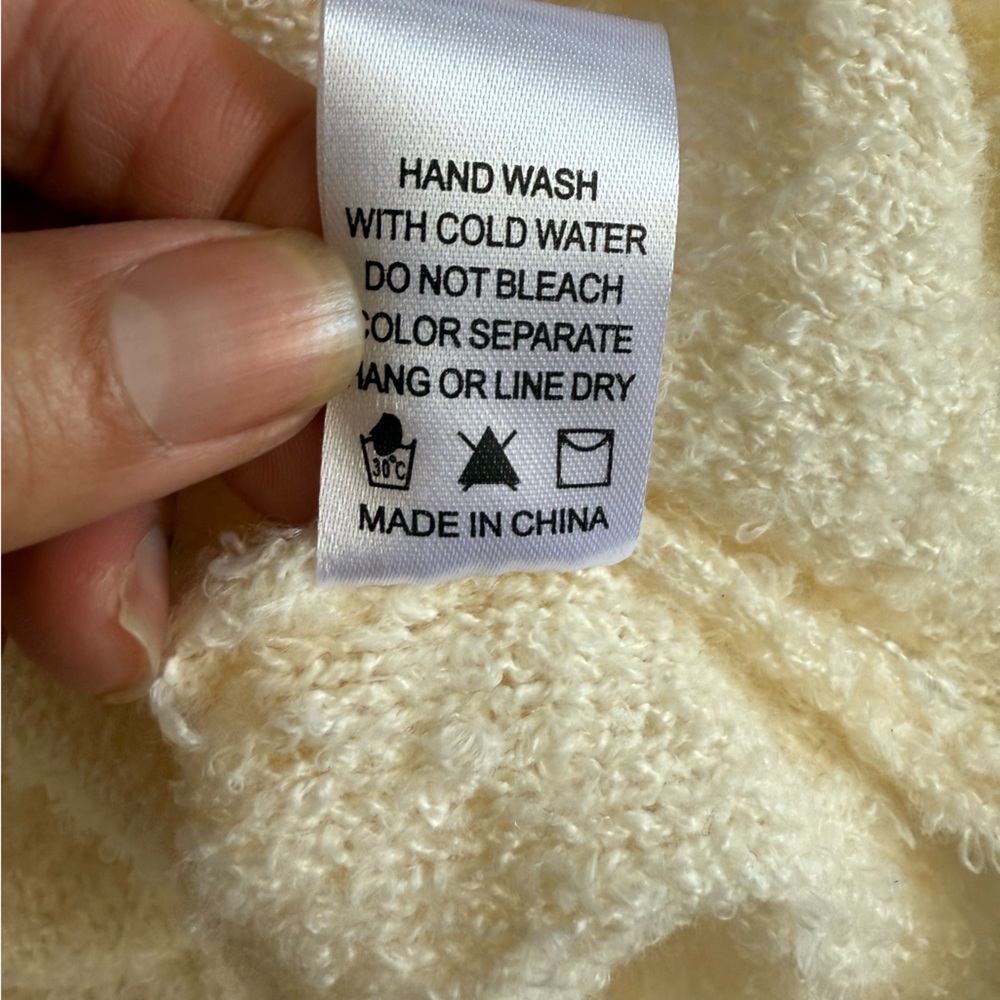 HAND WASH
WITH COLD WATER
DO NOT BLEACH
COLOR SEPARATE
HANG OR LINE DRY
30°C
MADE IN CHINA